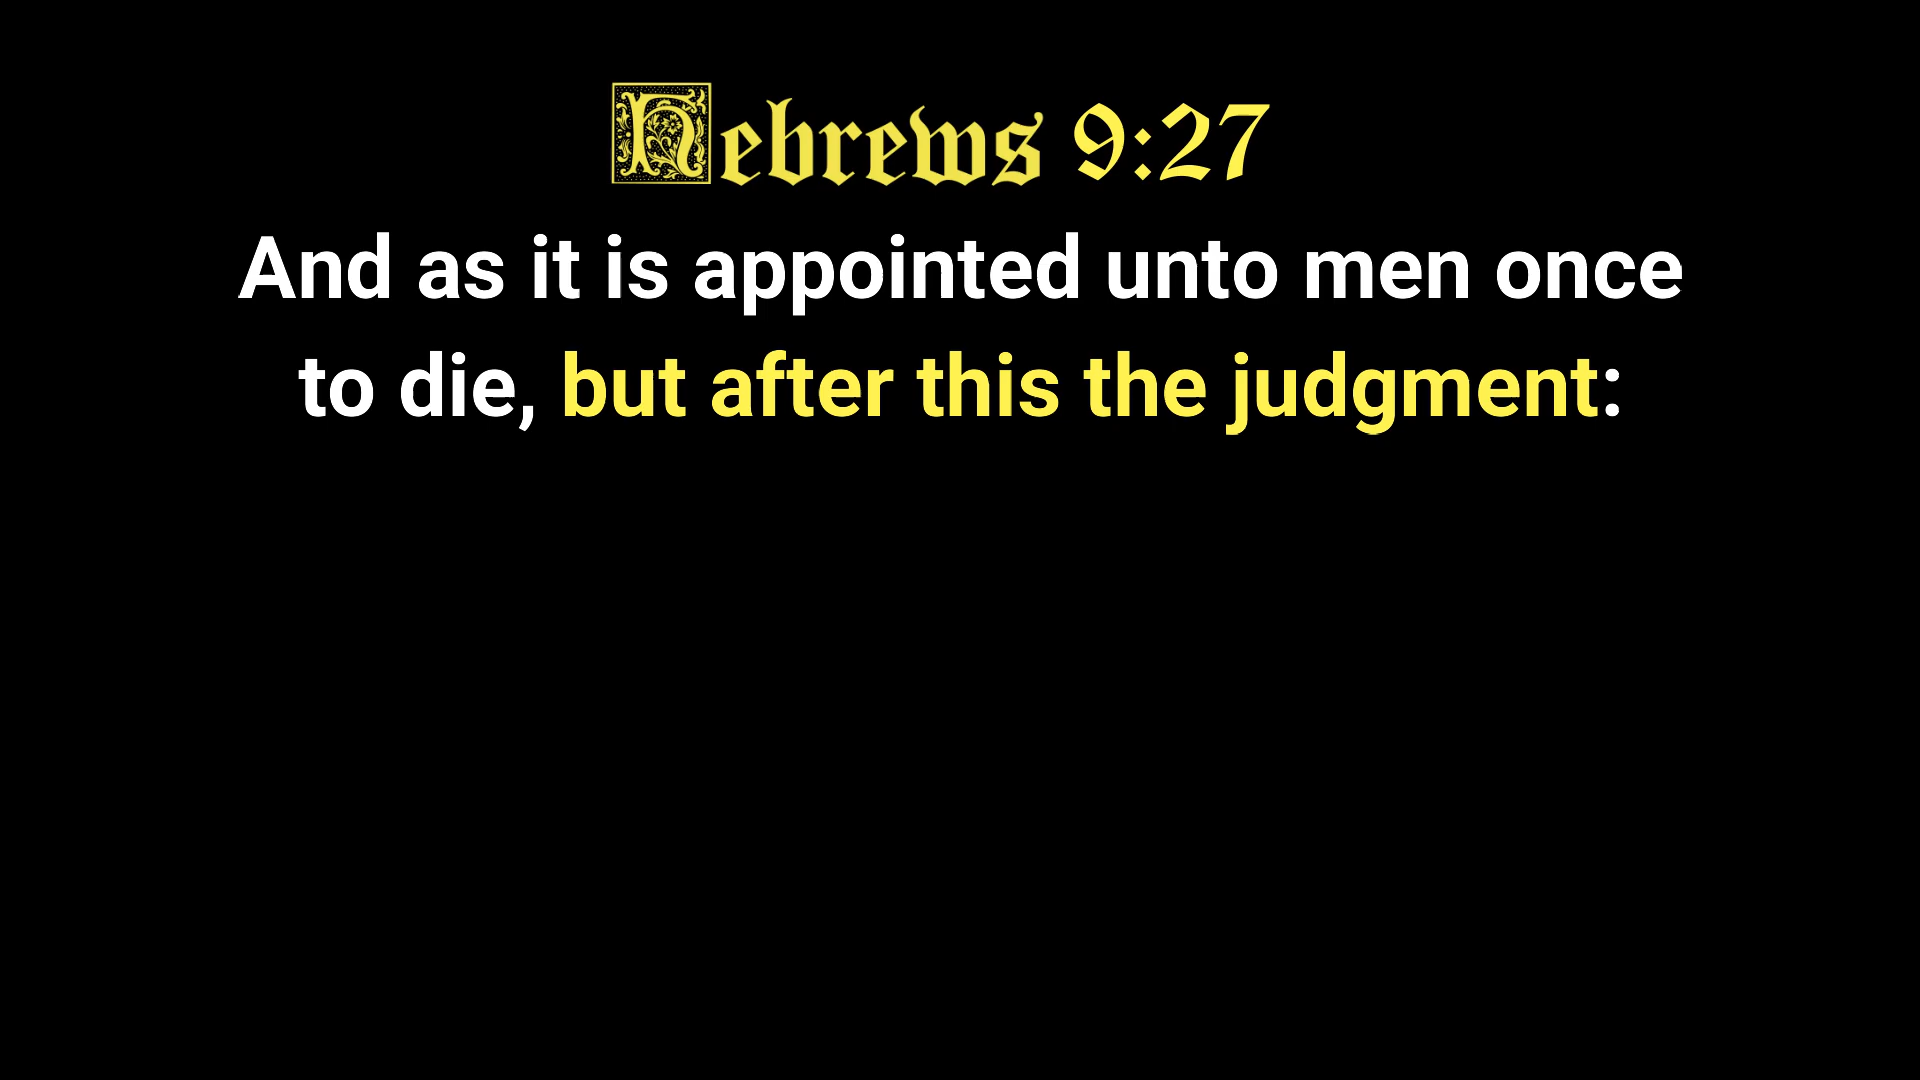 Hebrews 9:27
And as it is appointed unto men once
to die, but after this the judgment: